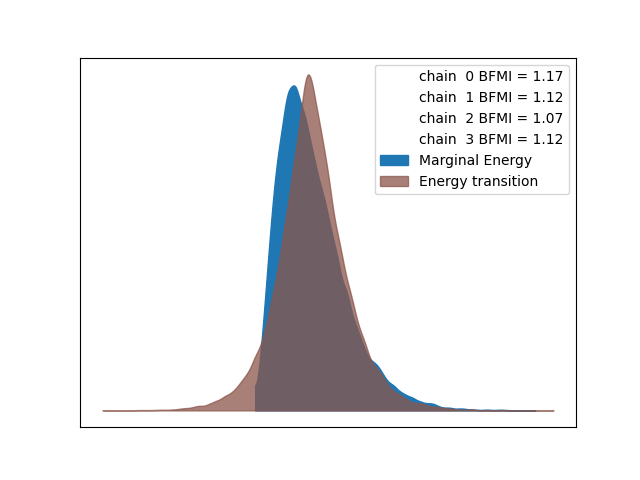 chain  0 BFMI = 1.17
chain  1 BFMI = 1.12
chain  2 BFMI = 1.07
chain  3 BFMI = 1.12
Marginal Energy
Energy transition